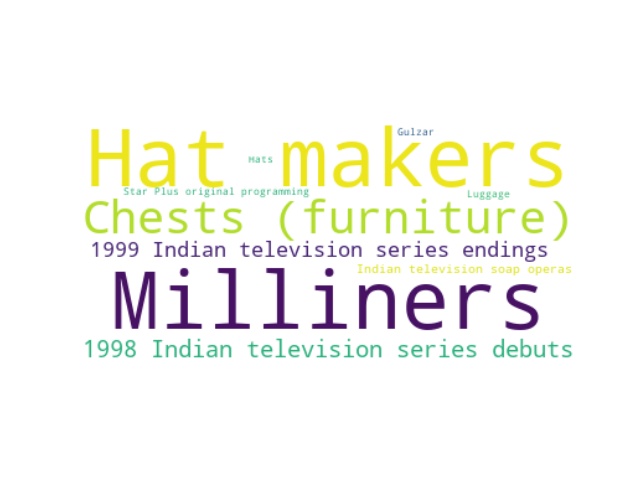 Gulzar
Hat makers
Hats
Star Plus original programming
Luggage
Chests (furniture)
1999 Indian television series endings
Indian television soap operas
Milliners
1998 Indian television series debuts